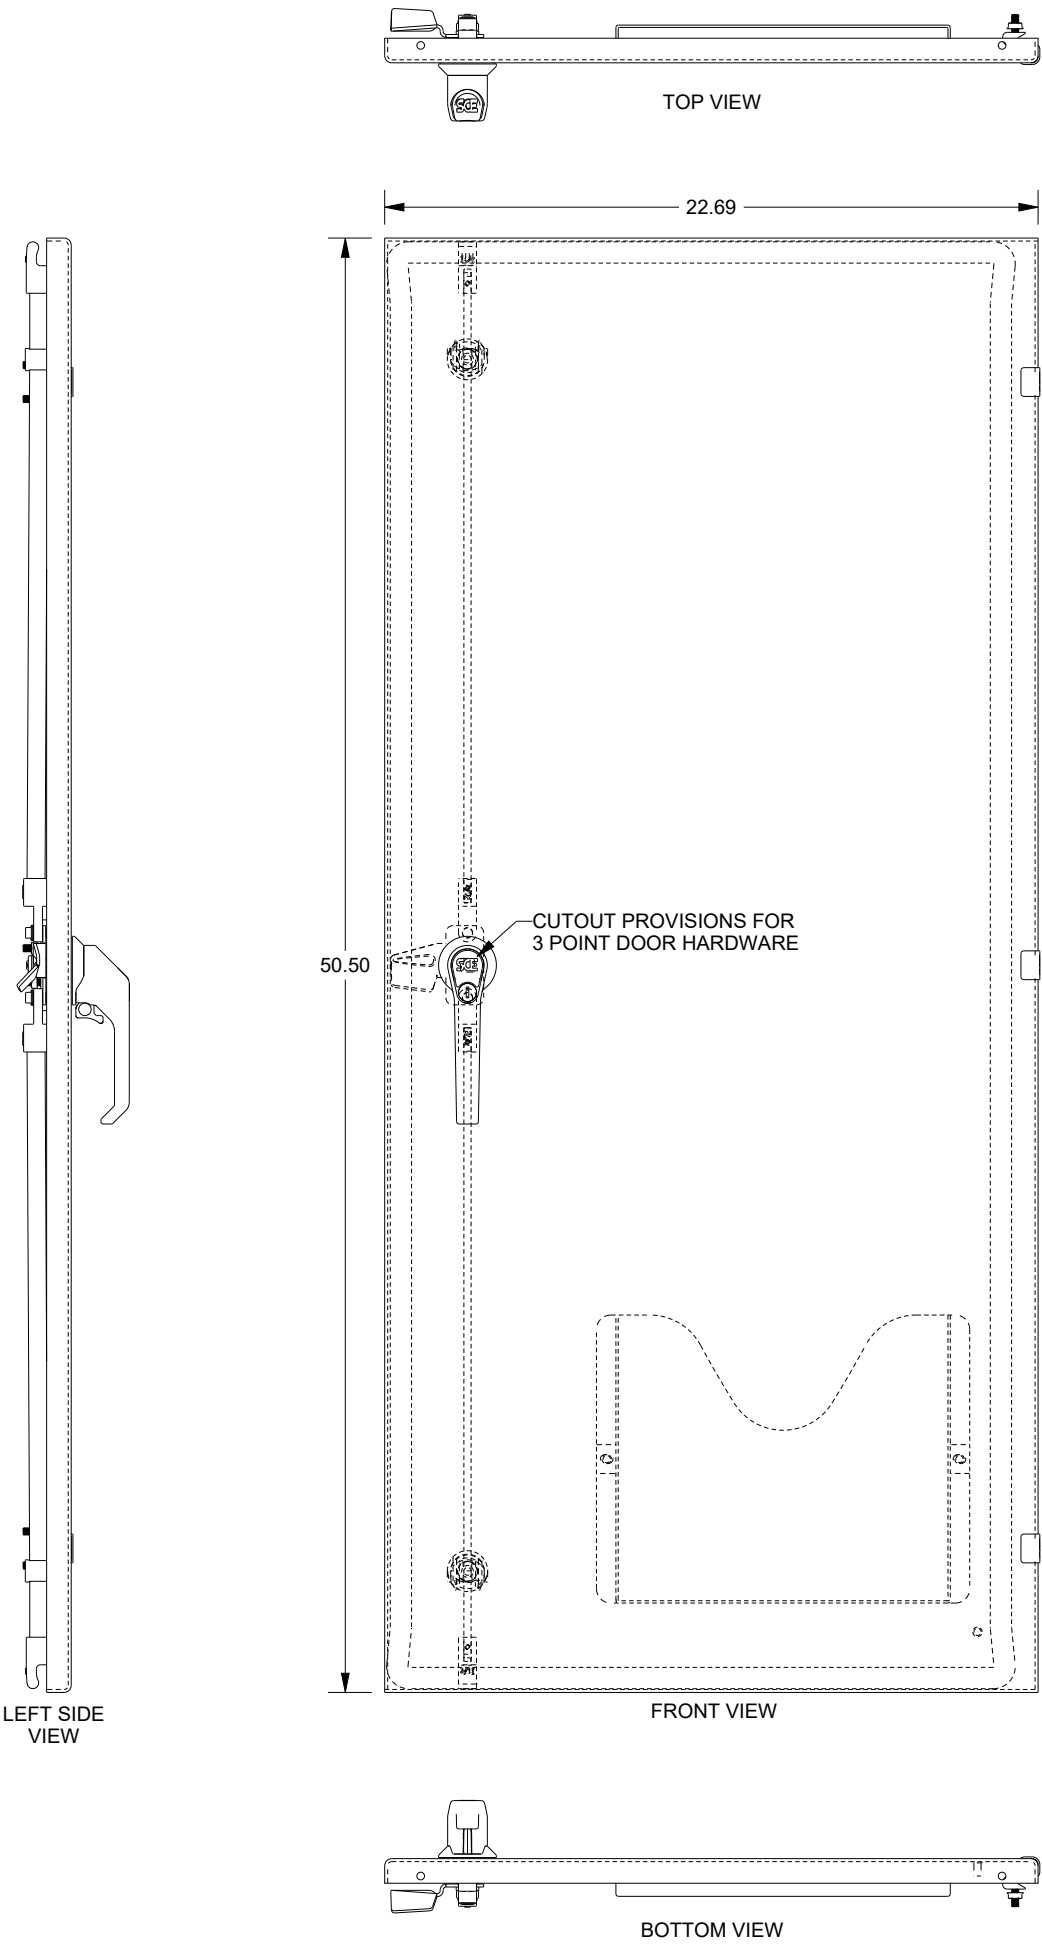 TOP VIEW
22.69
CUTOUT PROVISIONS FOR
3 POINT DOOR HARDWARE
50.50
LEFT SIDE
VIEW
FRONT VIEW
BOTTOM VIEW